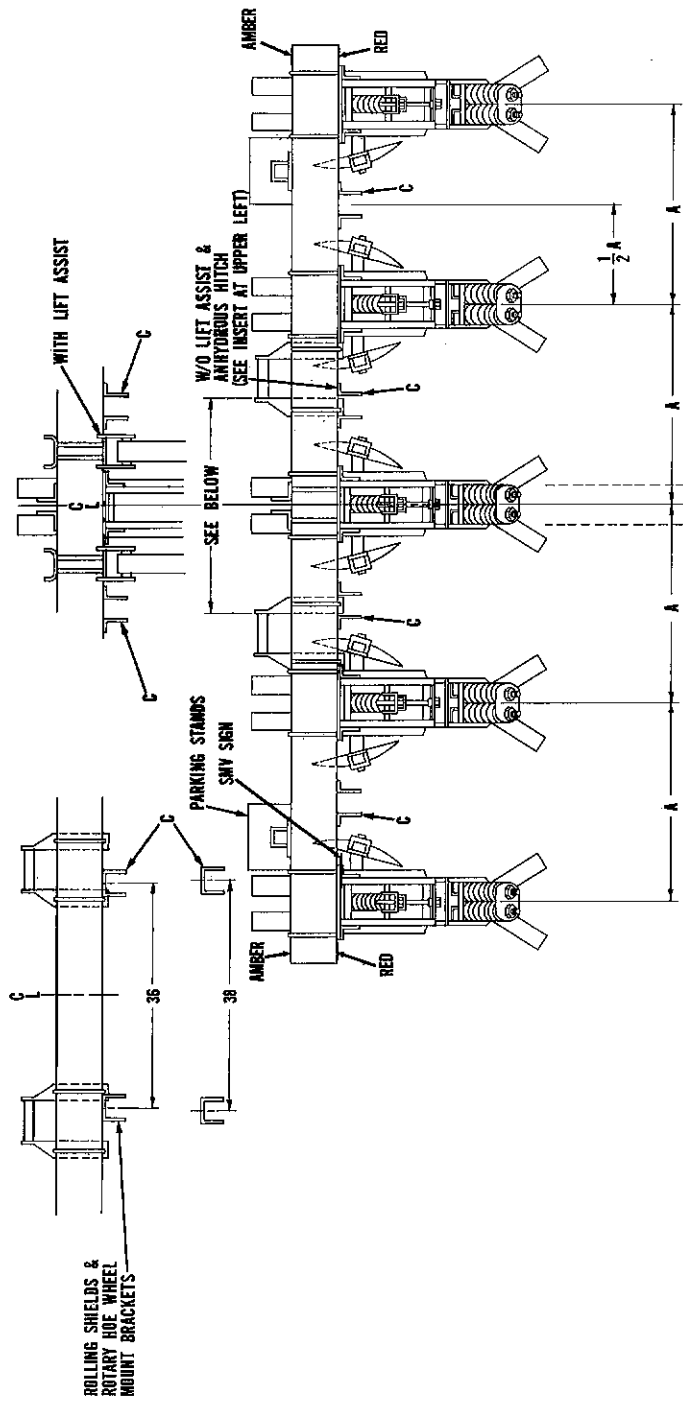 ROLLING SHIELDS &
ROTARY HOE WHEEL
MOUNT BRACKETS
C
L
36
C
38
WITH LIFT ASSIST
C
C
L
C
AMBER
RED
PARKING STANDS
SMV SIGN
SEE BELOW
W/O LIFT ASSIST &
ANHYDROUS HITCH
(SEE INSERT AT UPPER LEFT)
AMBER
RED
C
C
C
C
1/2 A
A
A
A
A